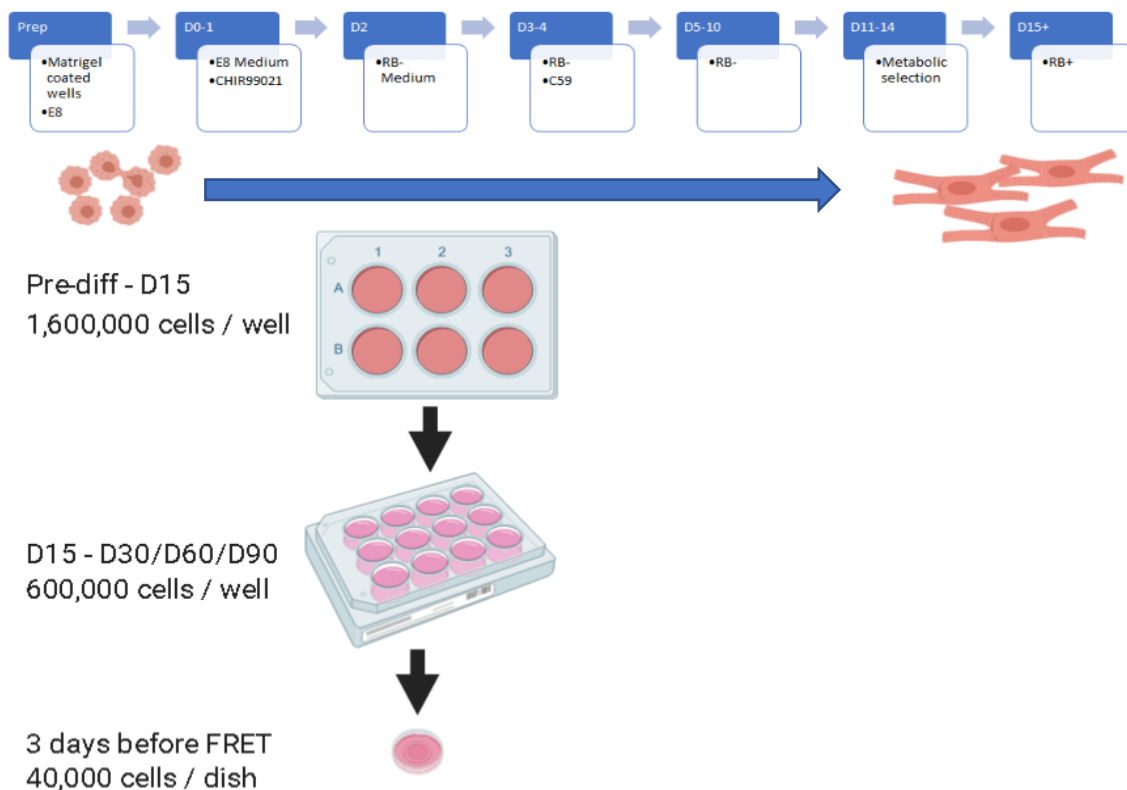 Prep
•Matrigel
coated
wells
•E8
D0-1
•E8 Medium
•CHIR99021
D2
•RB-
Medium
D3-4
•RB-
•C59
D5-10
•RB-
D11-14
•Metabolic
selection
D15+
•RB+
Pre-diff - D15
1,600,000 cells / well
1 2 3
A
B
D15 - D30/D60/D90
600,000 cells / well
3 days before FRET
40,000 cells / dish